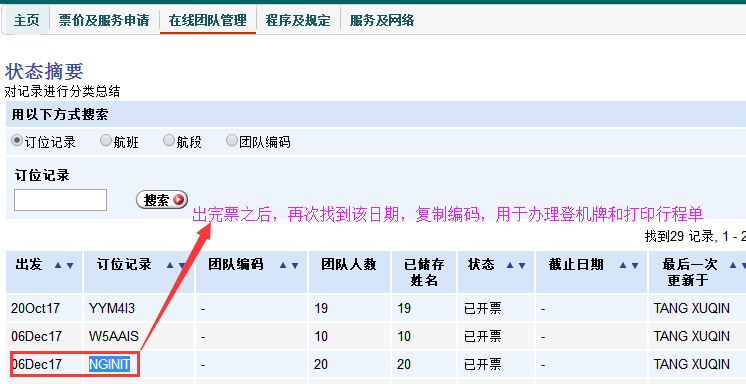 主页 票价及服务申请 在线团队管理 程序及规定 服务及网络
状态摘要
对记录进行分类总结
用以下方式搜索
订位记录 航班 航段 团队编码
订位记录
搜索
出完票之后，再次找到该日期，复制编码，用于办理登机牌和打印行程单
找到29 记录, 1 - 2
出发 订位记录 团队编码 团队人数 已储存 状态 截止日期 最后一次
姓名 更新于
20Oct17 YYM4I3 - 19 19 已开票 - TANG XUQIN
06Dec17 W5AAIS - 10 10 已开票 - TANG XUQIN
06Dec17 NGINIT - 20 20 已开票 - TANG XUQIN